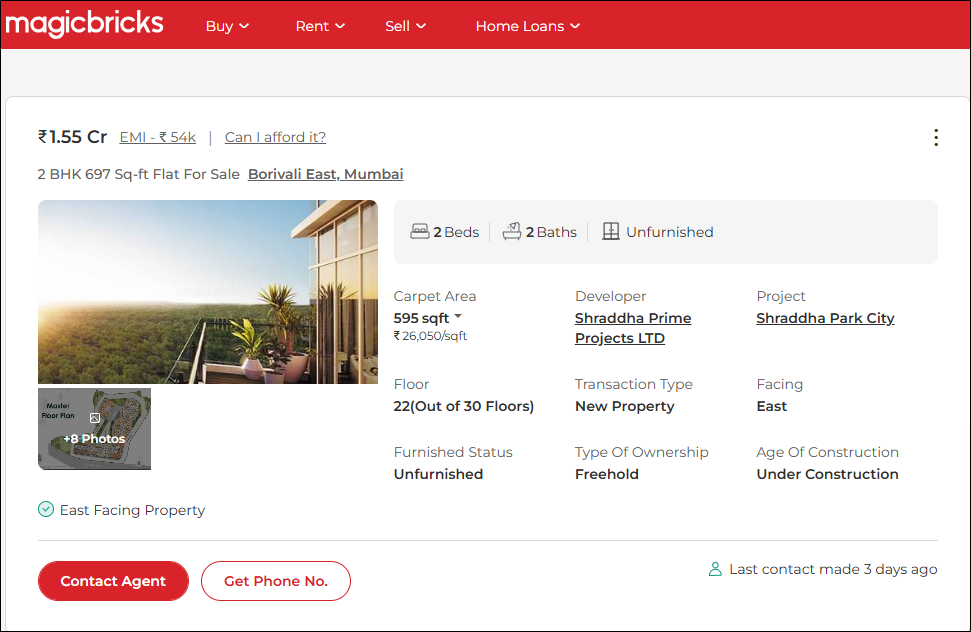 magicbricks
Buy
Rent
Sell
Home Loans
₹1.55 Cr EMI - ₹ 54k | Can I afford it?
2 BHK 697 Sq-ft Flat For Sale Borivali East, Mumbai
2 Beds
2 Baths
Unfurnished
Carpet Area
595 sqft
₹ 26,050/sqft
Developer
Shraddha Prime
Projects LTD
Project
Shraddha Park City
Floor
22(Out of 30 Floors)
Transaction Type
New Property
Facing
East
Furnished Status
Unfurnished
Type Of Ownership
Freehold
Age Of Construction
Under Construction
Master
Floor Plan
+8 Photos
East Facing Property
Contact Agent
Get Phone No.
Last contact made 3 days ago